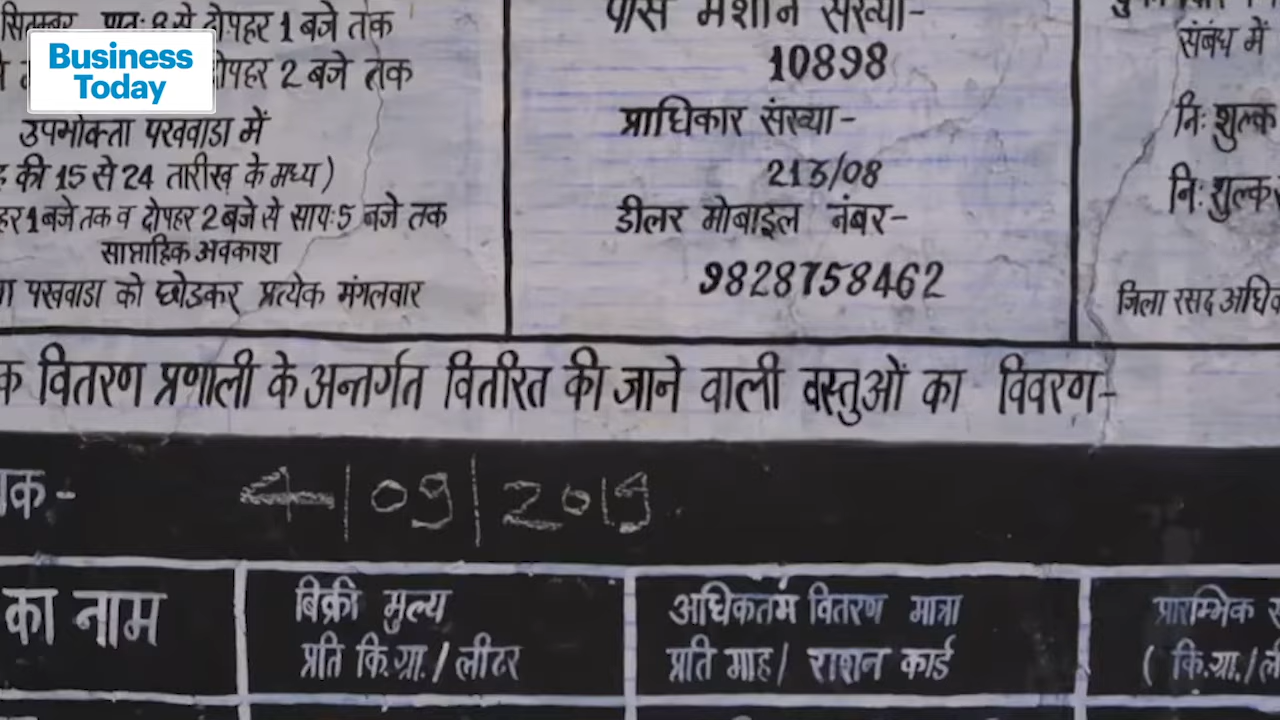 Business
Today
दोपहर 1 बजे तक
दोपहर 2 बजे तक
उपभोक्ता पखवाडा में
की 15 से 24 तारीख के मध्य)
1 बजे तक व दोपहर 2 बजे से सायः 5 बजे तक
साप्ताहिक अवकाश
पखवाडा को छोडकर प्रत्येक मंगलवार
पोस मशीन संख्या-
10898
प्राधिकार संख्या-
/08
डीलर मोबाइल नंबर-
9828758462
संबंध में
निः शुल्क
निः शुल्क
जिला रसद
वितरण प्रणाली के अन्तर्गत वितरित की जाने वाली वस्तुओं का विवरण-
4/09/2019
का नाम
बिक्री मुल्य
प्रति कि.ग्रा./लीटर
अधिकतम वितरण मात्रा
प्रति माह/ राशन कार्ड
प्रारम्भिक
( कि.ग्रा./